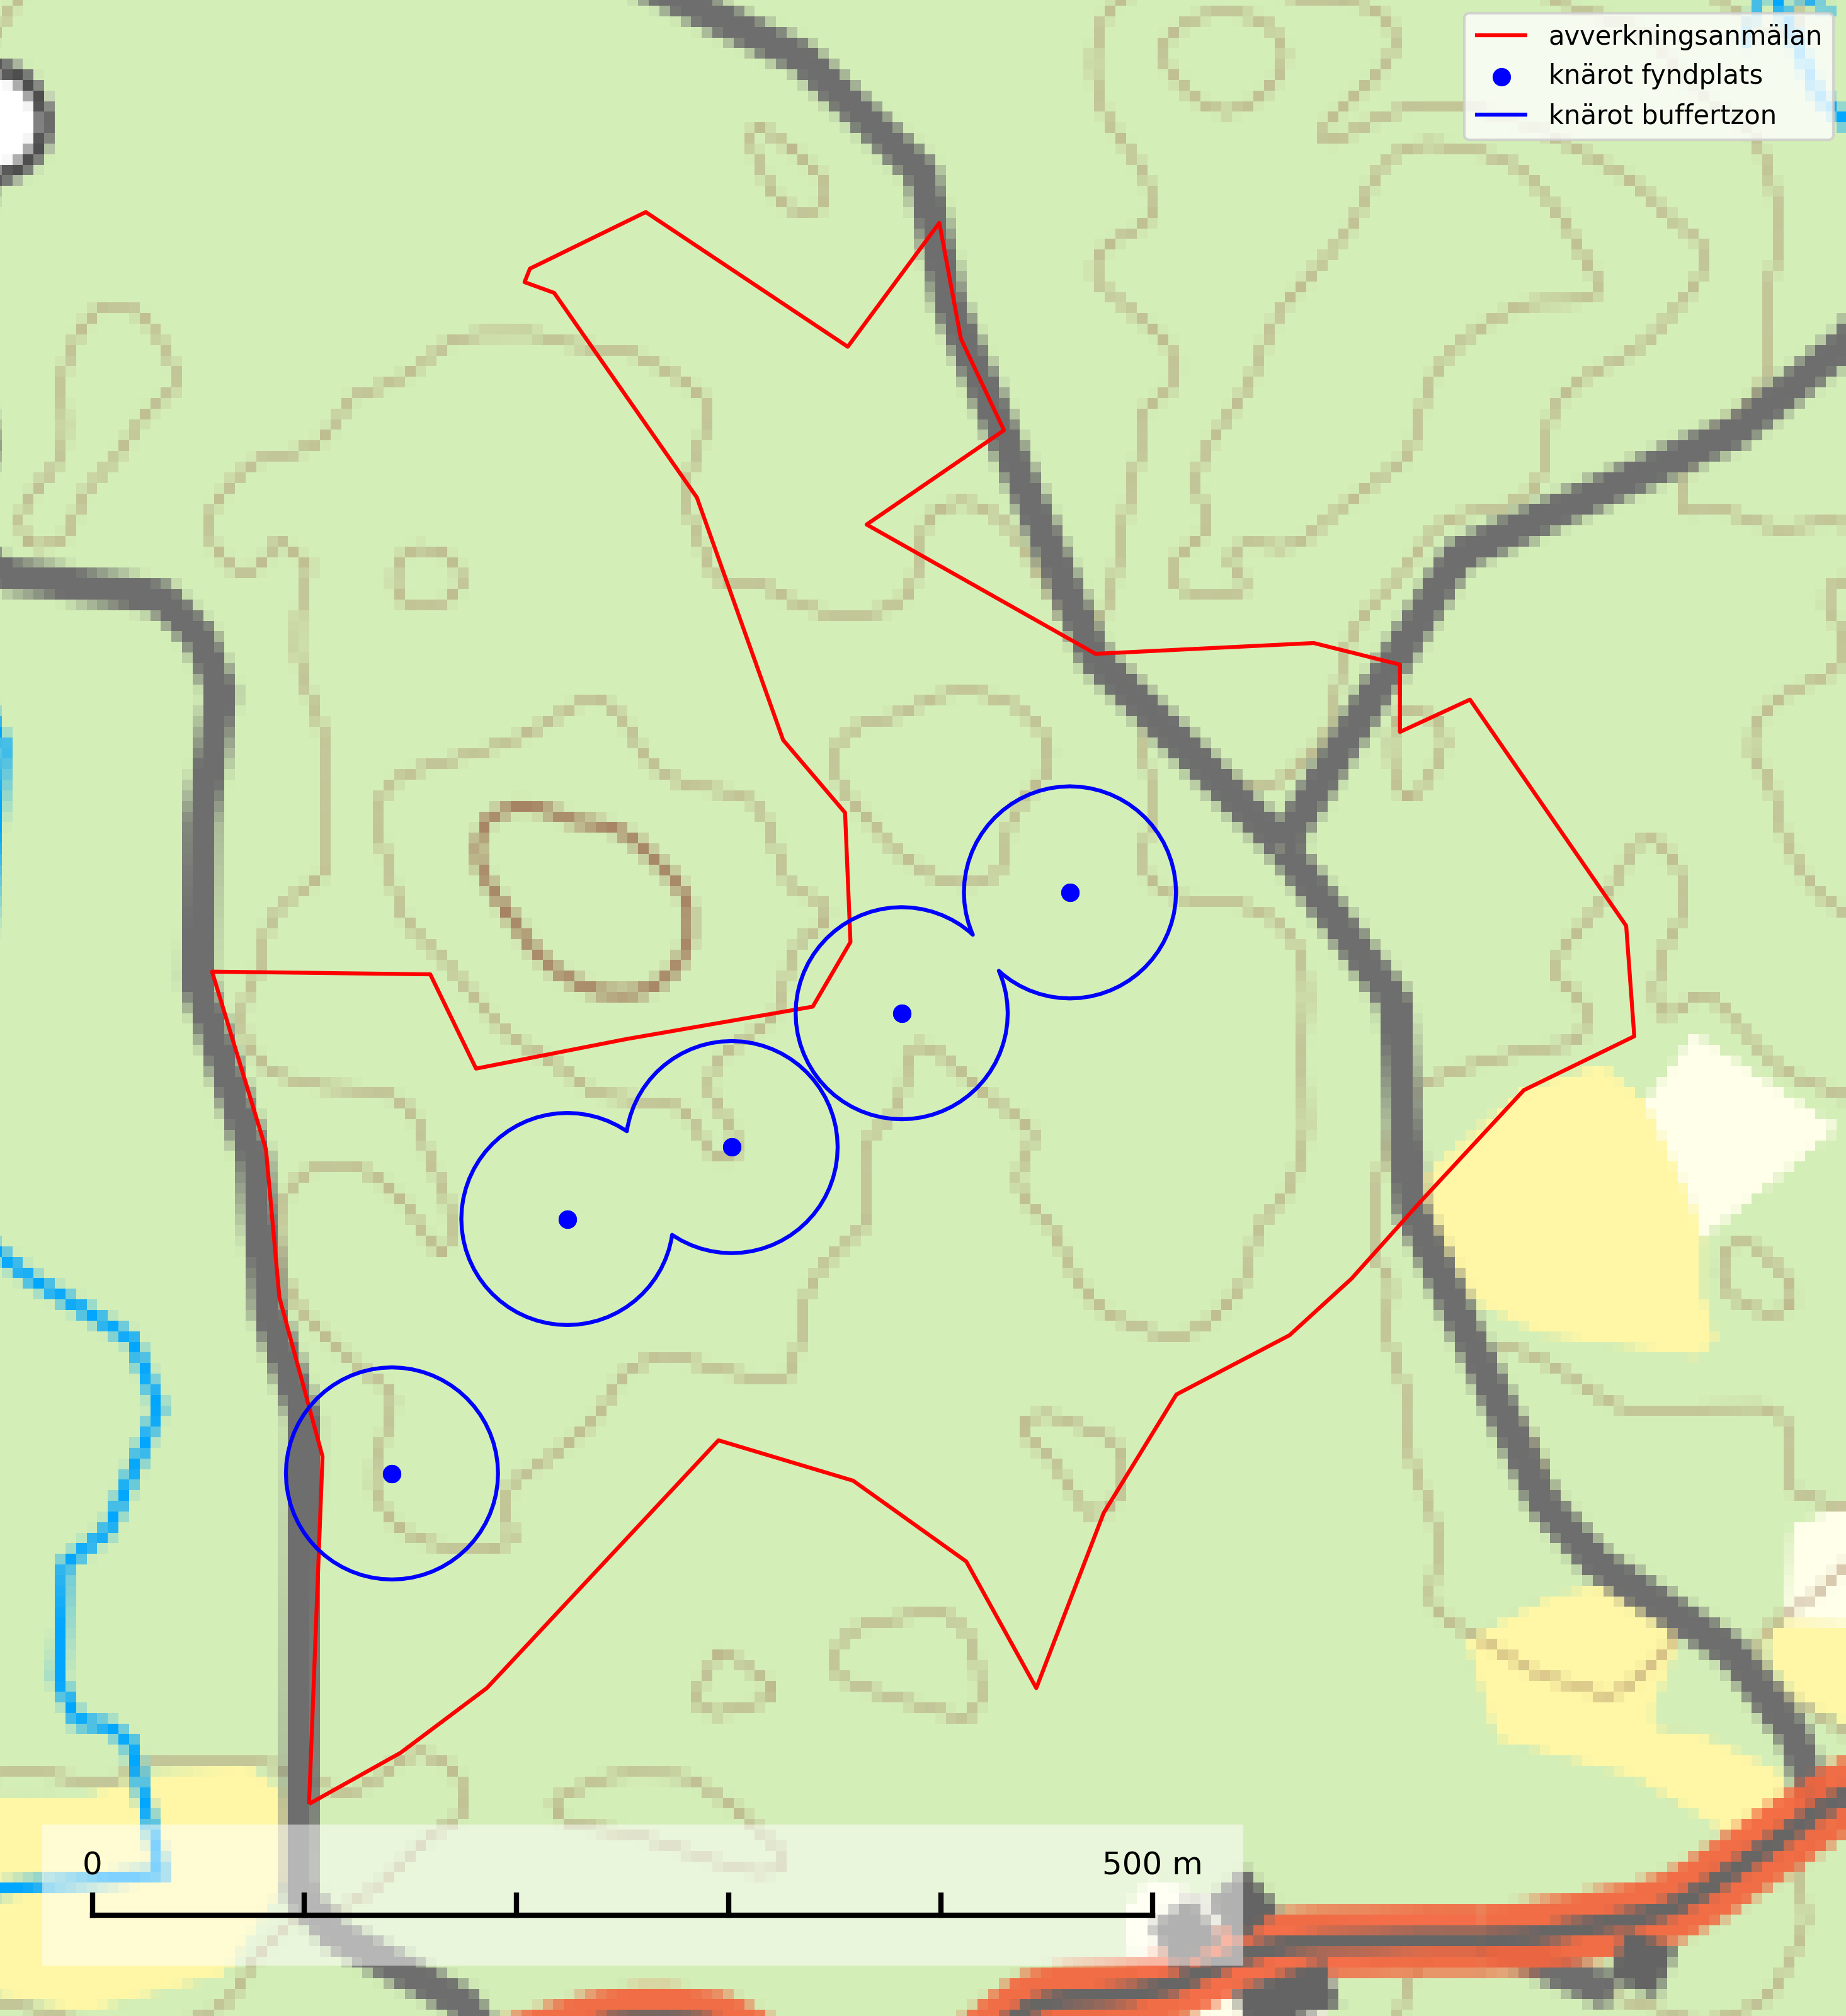 avverkningsanmälan
knärot fyndplats
knärot buffertzon
0 500 m